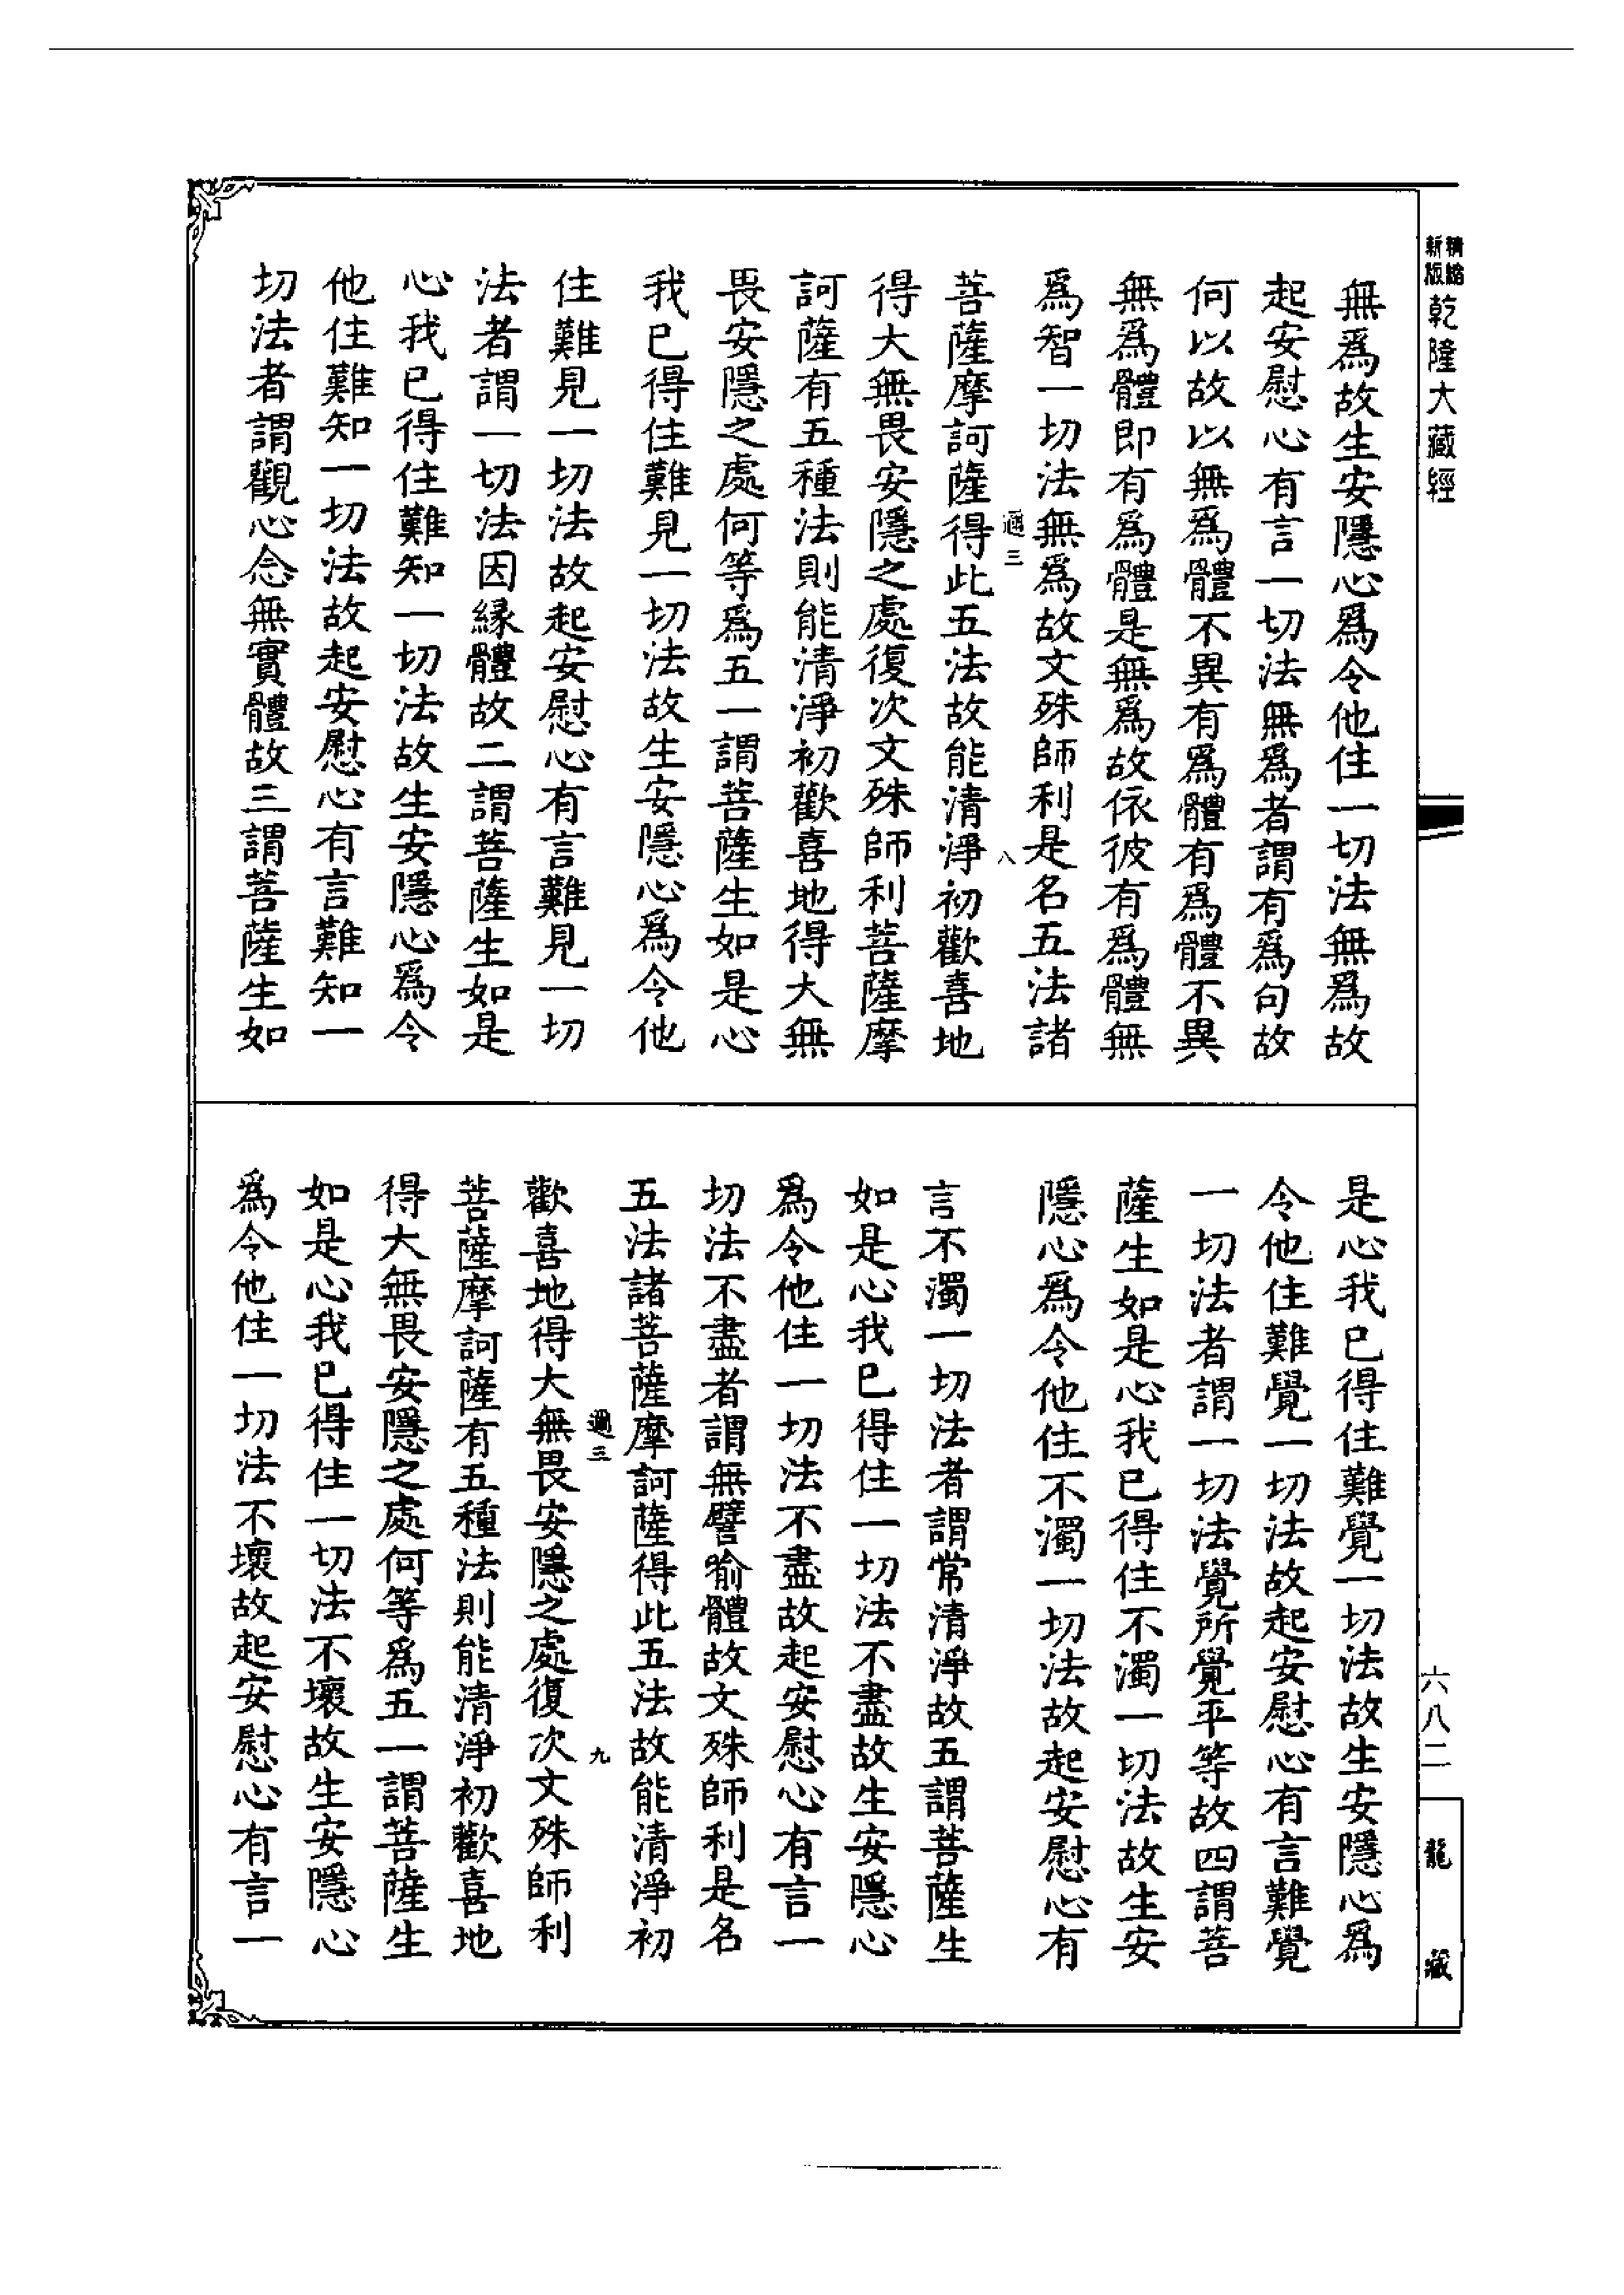 精縮
新版
乾隆大藏經
無爲故生安隱心爲令他住一切法無爲故
起安慰心有言一切法無爲者謂有爲句故
何以故以無爲體不異有爲體有爲體不異
無爲體即有爲體是無爲故依彼有爲體無
爲智一切法無爲故文殊師利是名五法諸
三
八
菩薩摩訶薩得此五法故能清淨初歡喜地
得大無畏安隱之處復次文殊師利菩薩摩
訶薩有五種法則能清淨初歡喜地得大無
畏安隱之處何等爲五一謂菩薩生如是心
我已得住難見一切法故生安隱心爲令他
住難見一切法故起安慰心有言難見一切
法者謂一切法因緣體故二謂菩薩生如是
心我已得住難知一切法故生安隱心爲令
他住難知一切法故起安慰心有言難知一
切法者謂觀心念無實體故三謂菩薩生如
是心我已得住難覺一切法故生安隱心爲
令他住難覺一切法故起安慰心有言難覺
一切法者謂一切法覺所覺平等故四謂菩
薩生如是心我已得住不濁一切法故生安
隱心爲令他住不濁一切法故起安慰心有
言不濁一切法者謂常清淨故五謂菩薩生
如是心我已得住一切法不盡故生安隱心
爲令他住一切法不盡故起安慰心有言一
切法不盡者謂無譬喻體故文殊師利是名
五法諸菩薩摩訶薩得此五法故能清淨初
三
九
歡喜地得大無畏安隱之處復次文殊師利
菩薩摩訶薩有五種法則能清淨初歡喜地
得大無畏安隱之處何等爲五一謂菩薩生
如是心我已得住一切法不壞故生安隱心
爲令他住一切法不壞故起安慰心有言一
六八二
龍藏